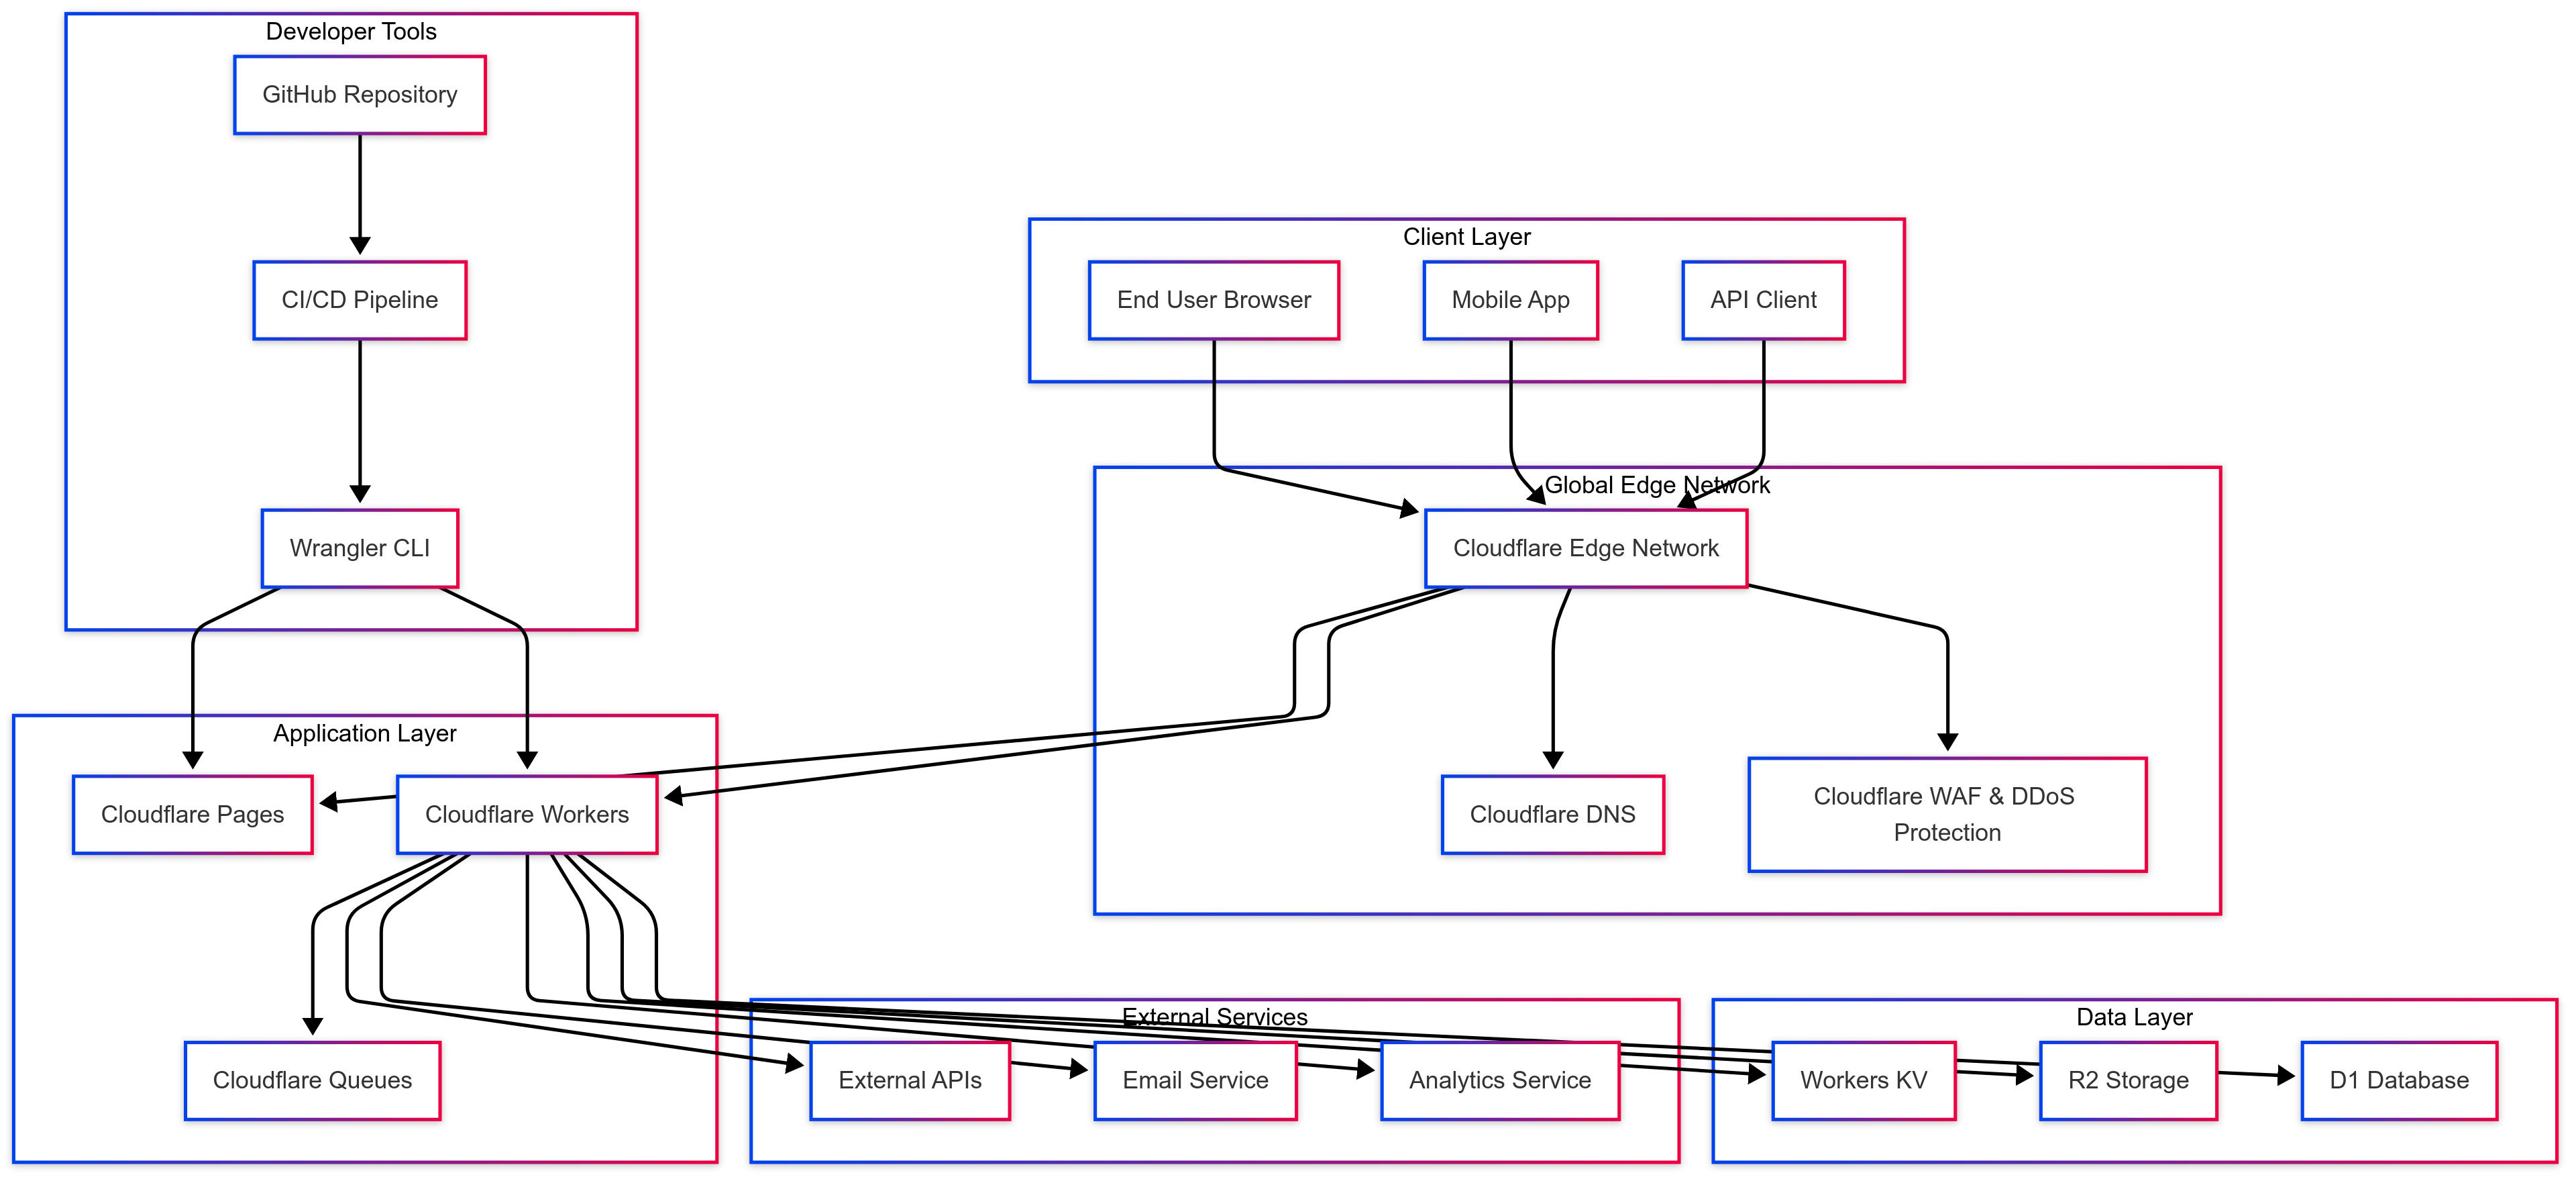 Developer Tools
GitHub Repository
CI/CD Pipeline
Wrangler CLI
Client Layer
End User Browser
Mobile App
API Client
Global Edge Network
Cloudflare Edge Network
Cloudflare DNS
Cloudflare WAF & DDoS
Protection
Application Layer
Cloudflare Pages
Cloudflare Workers
Cloudflare Queues
External Services
External APIs
Email Service
Analytics Service
Data Layer
Workers KV
R2 Storage
D1 Database